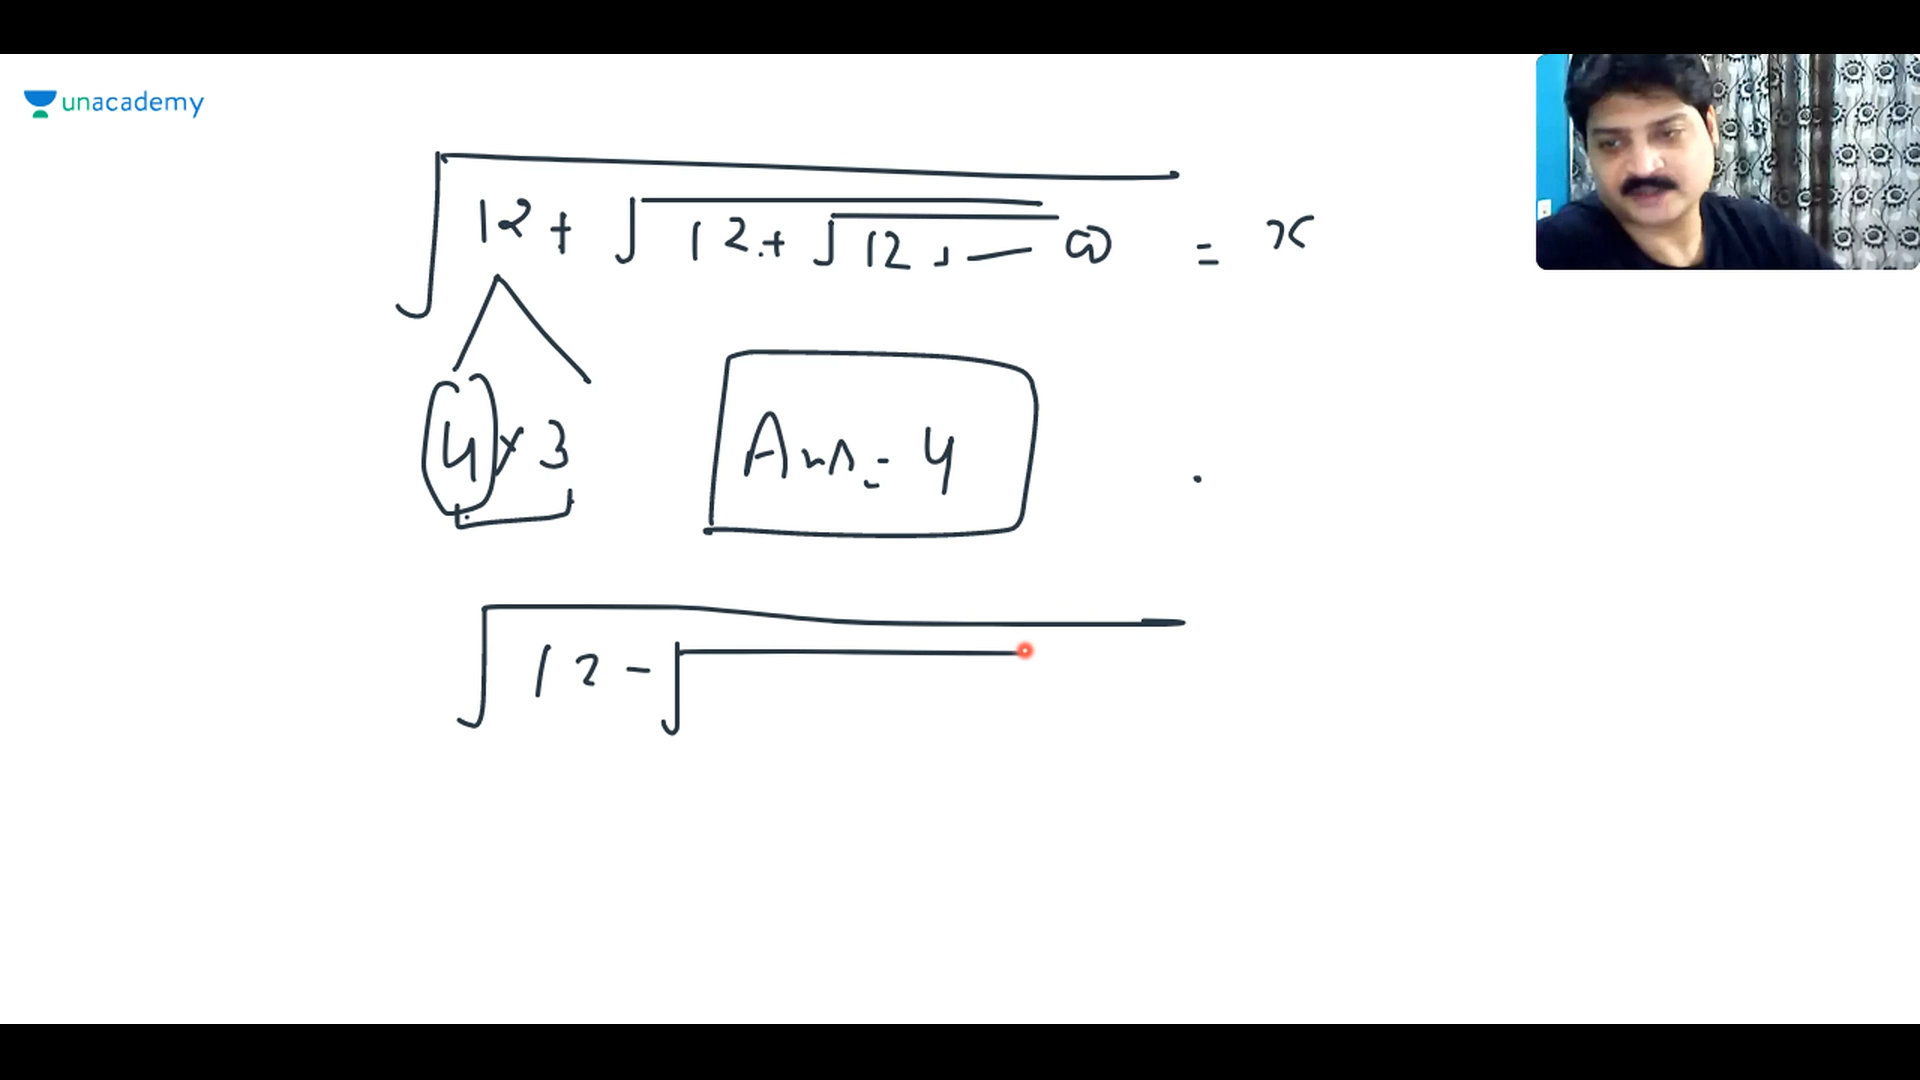 unacademy
√12 + √12 + √12 + — ∞ = x
4 x 3
Ans = 4
√12 - √